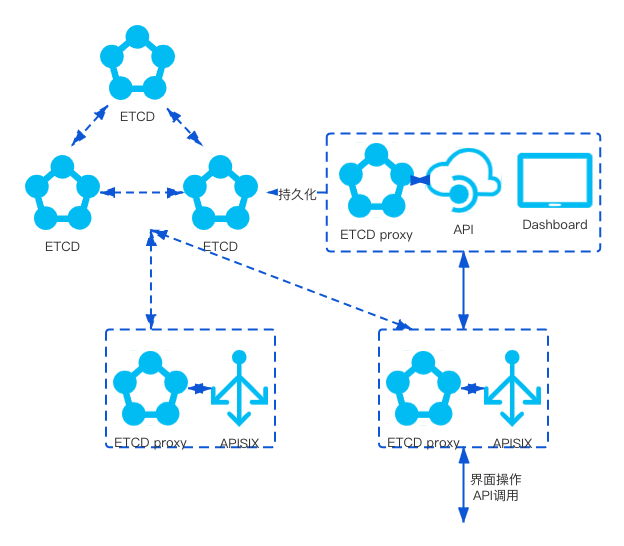 ETCD
ETCD
ETCD
持久化
ETCD proxy
API
Dashboard
ETCD proxy
APISIX
ETCD proxy
APISIX
界面操作
API调用